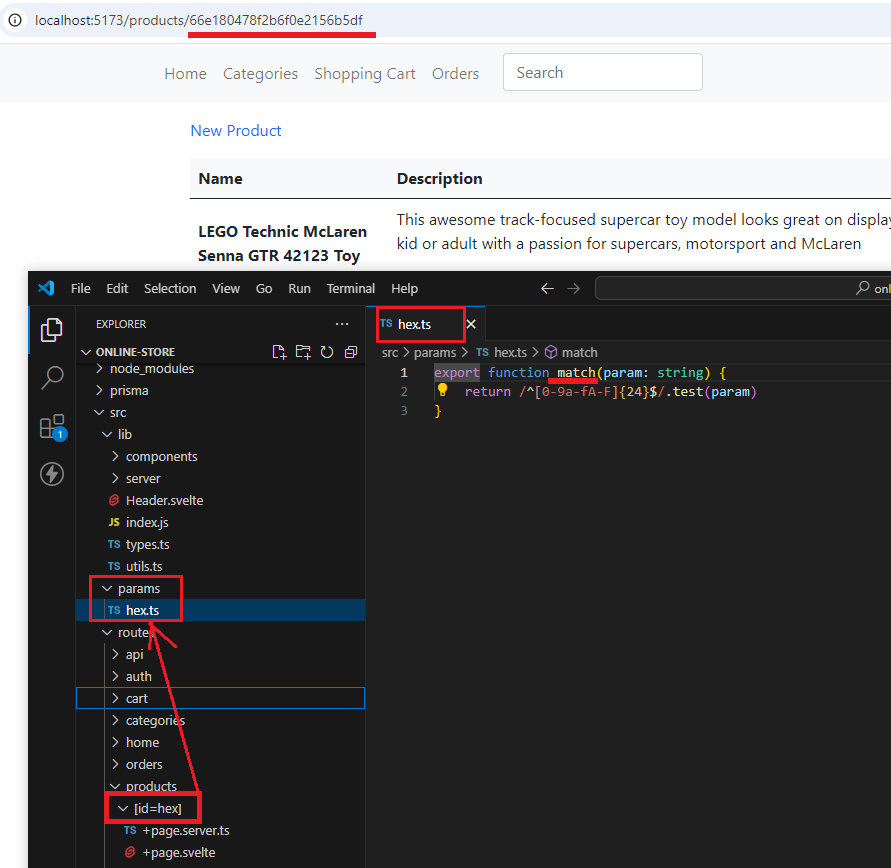 localhost:5173/products/66e180478f2b6f0e2156b5df
Home Categories Shopping Cart Orders Search
New Product
Name Description
LEGO Technic McLaren
Senna GTR 42123 Toy
This awesome track-focused supercar toy model looks great on display
kid or adult with a passion for supercars, motorsport and McLaren
File Edit Selection View Go Run Terminal Help
onl
EXPLORER
ONLINE-STORE
node_modules
prisma
src
lib
components
server
Header.svelte
JS index.js
TS types.ts
TS utils.ts
params
TS hex.ts
route
api
auth
cart
categories
home
orders
products
[id=hex]
TS +page.server.ts
+page.svelte
1
TS hex.ts
src > params > TS hex.ts > match
1 export function match(param: string) {
2 return /^[0-9a-fA-F]{24}$/.test(param)
3 }